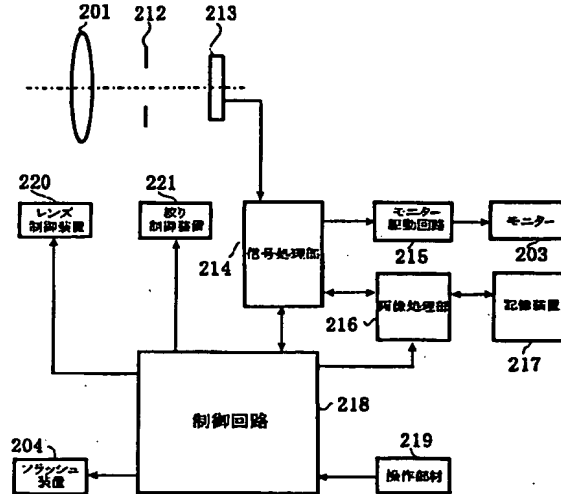 201
212
213
220
レンズ
制御装置
221
絞り
制御装置
214
信号処理部
モニター
駆動回路
215
モニター
203
216
画像処理部
記像装置
217
制御回路
218
204
フラッシュ
装置
219
操作部材